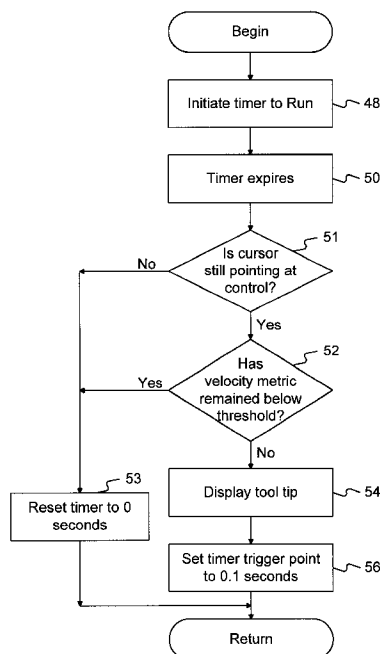 Begin
Initiate timer to Run
48
Timer expires
50
51
Is cursor
still pointing at
control?
No
Yes
52
Has
velocity metric
remained below
threshold?
Yes
No
53
Reset timer to 0
seconds
Display tool tip
54
Set timer trigger point
to 0.1 seconds
56
Return